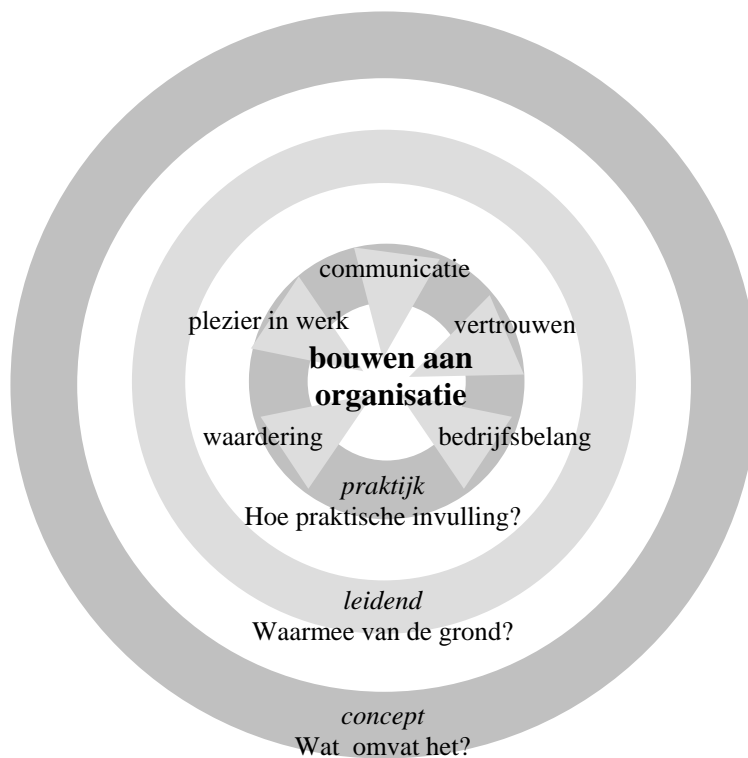 communicatie
plezier in werk
vertrouwen
bouwen aan
organisatie
waardering
bedrijfsbelang
praktijk
Hoe praktische invulling?
leidend
Waarmee van de grond?
concept
Wat omvat het?